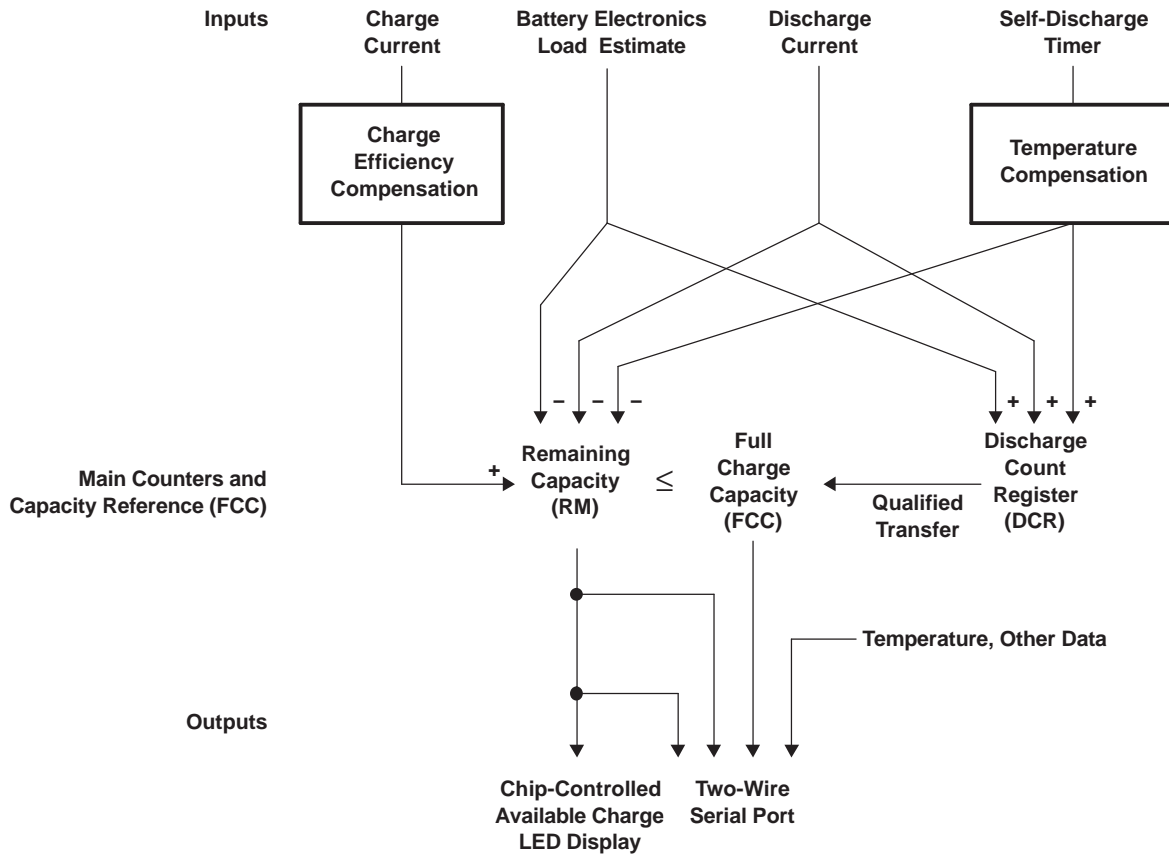 Inputs
Charge
Current
Battery Electronics
Load Estimate
Discharge
Current
Self-Discharge
Timer
Charge
Efficiency
Compensation
Temperature
Compensation
– – –
+ + +
Main Counters and
Capacity Reference (FCC)
+
Remaining
Capacity
(RM)
≤
Full
Charge
Capacity
(FCC)
Qualified
Transfer
Discharge
Count
Register
(DCR)
Temperature, Other Data
Outputs
Chip-Controlled
Available Charge
LED Display
Two-Wire
Serial Port